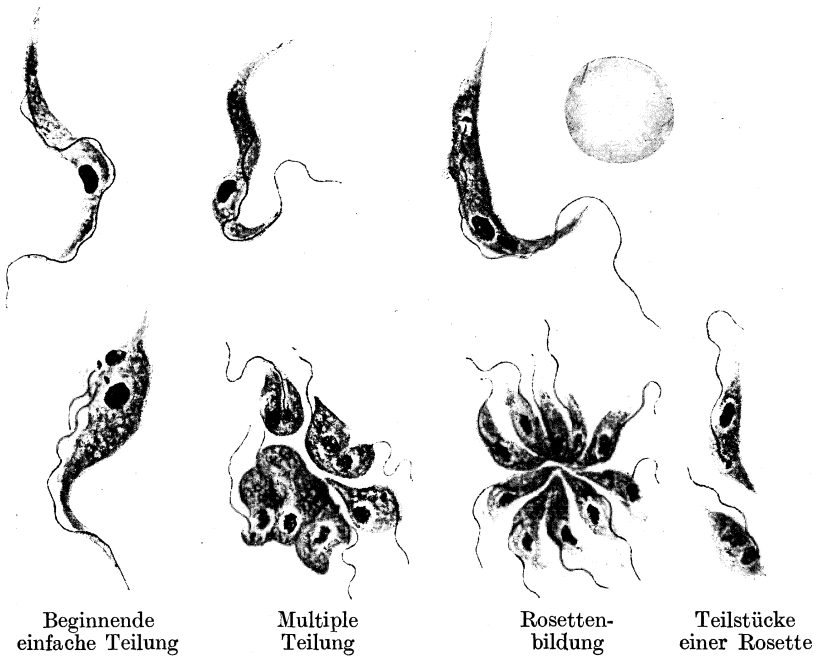 Beginnende
einfache Teilung
Multiple
Teilung
Rosetten-
bildung
Teilstücke
einer Rosette